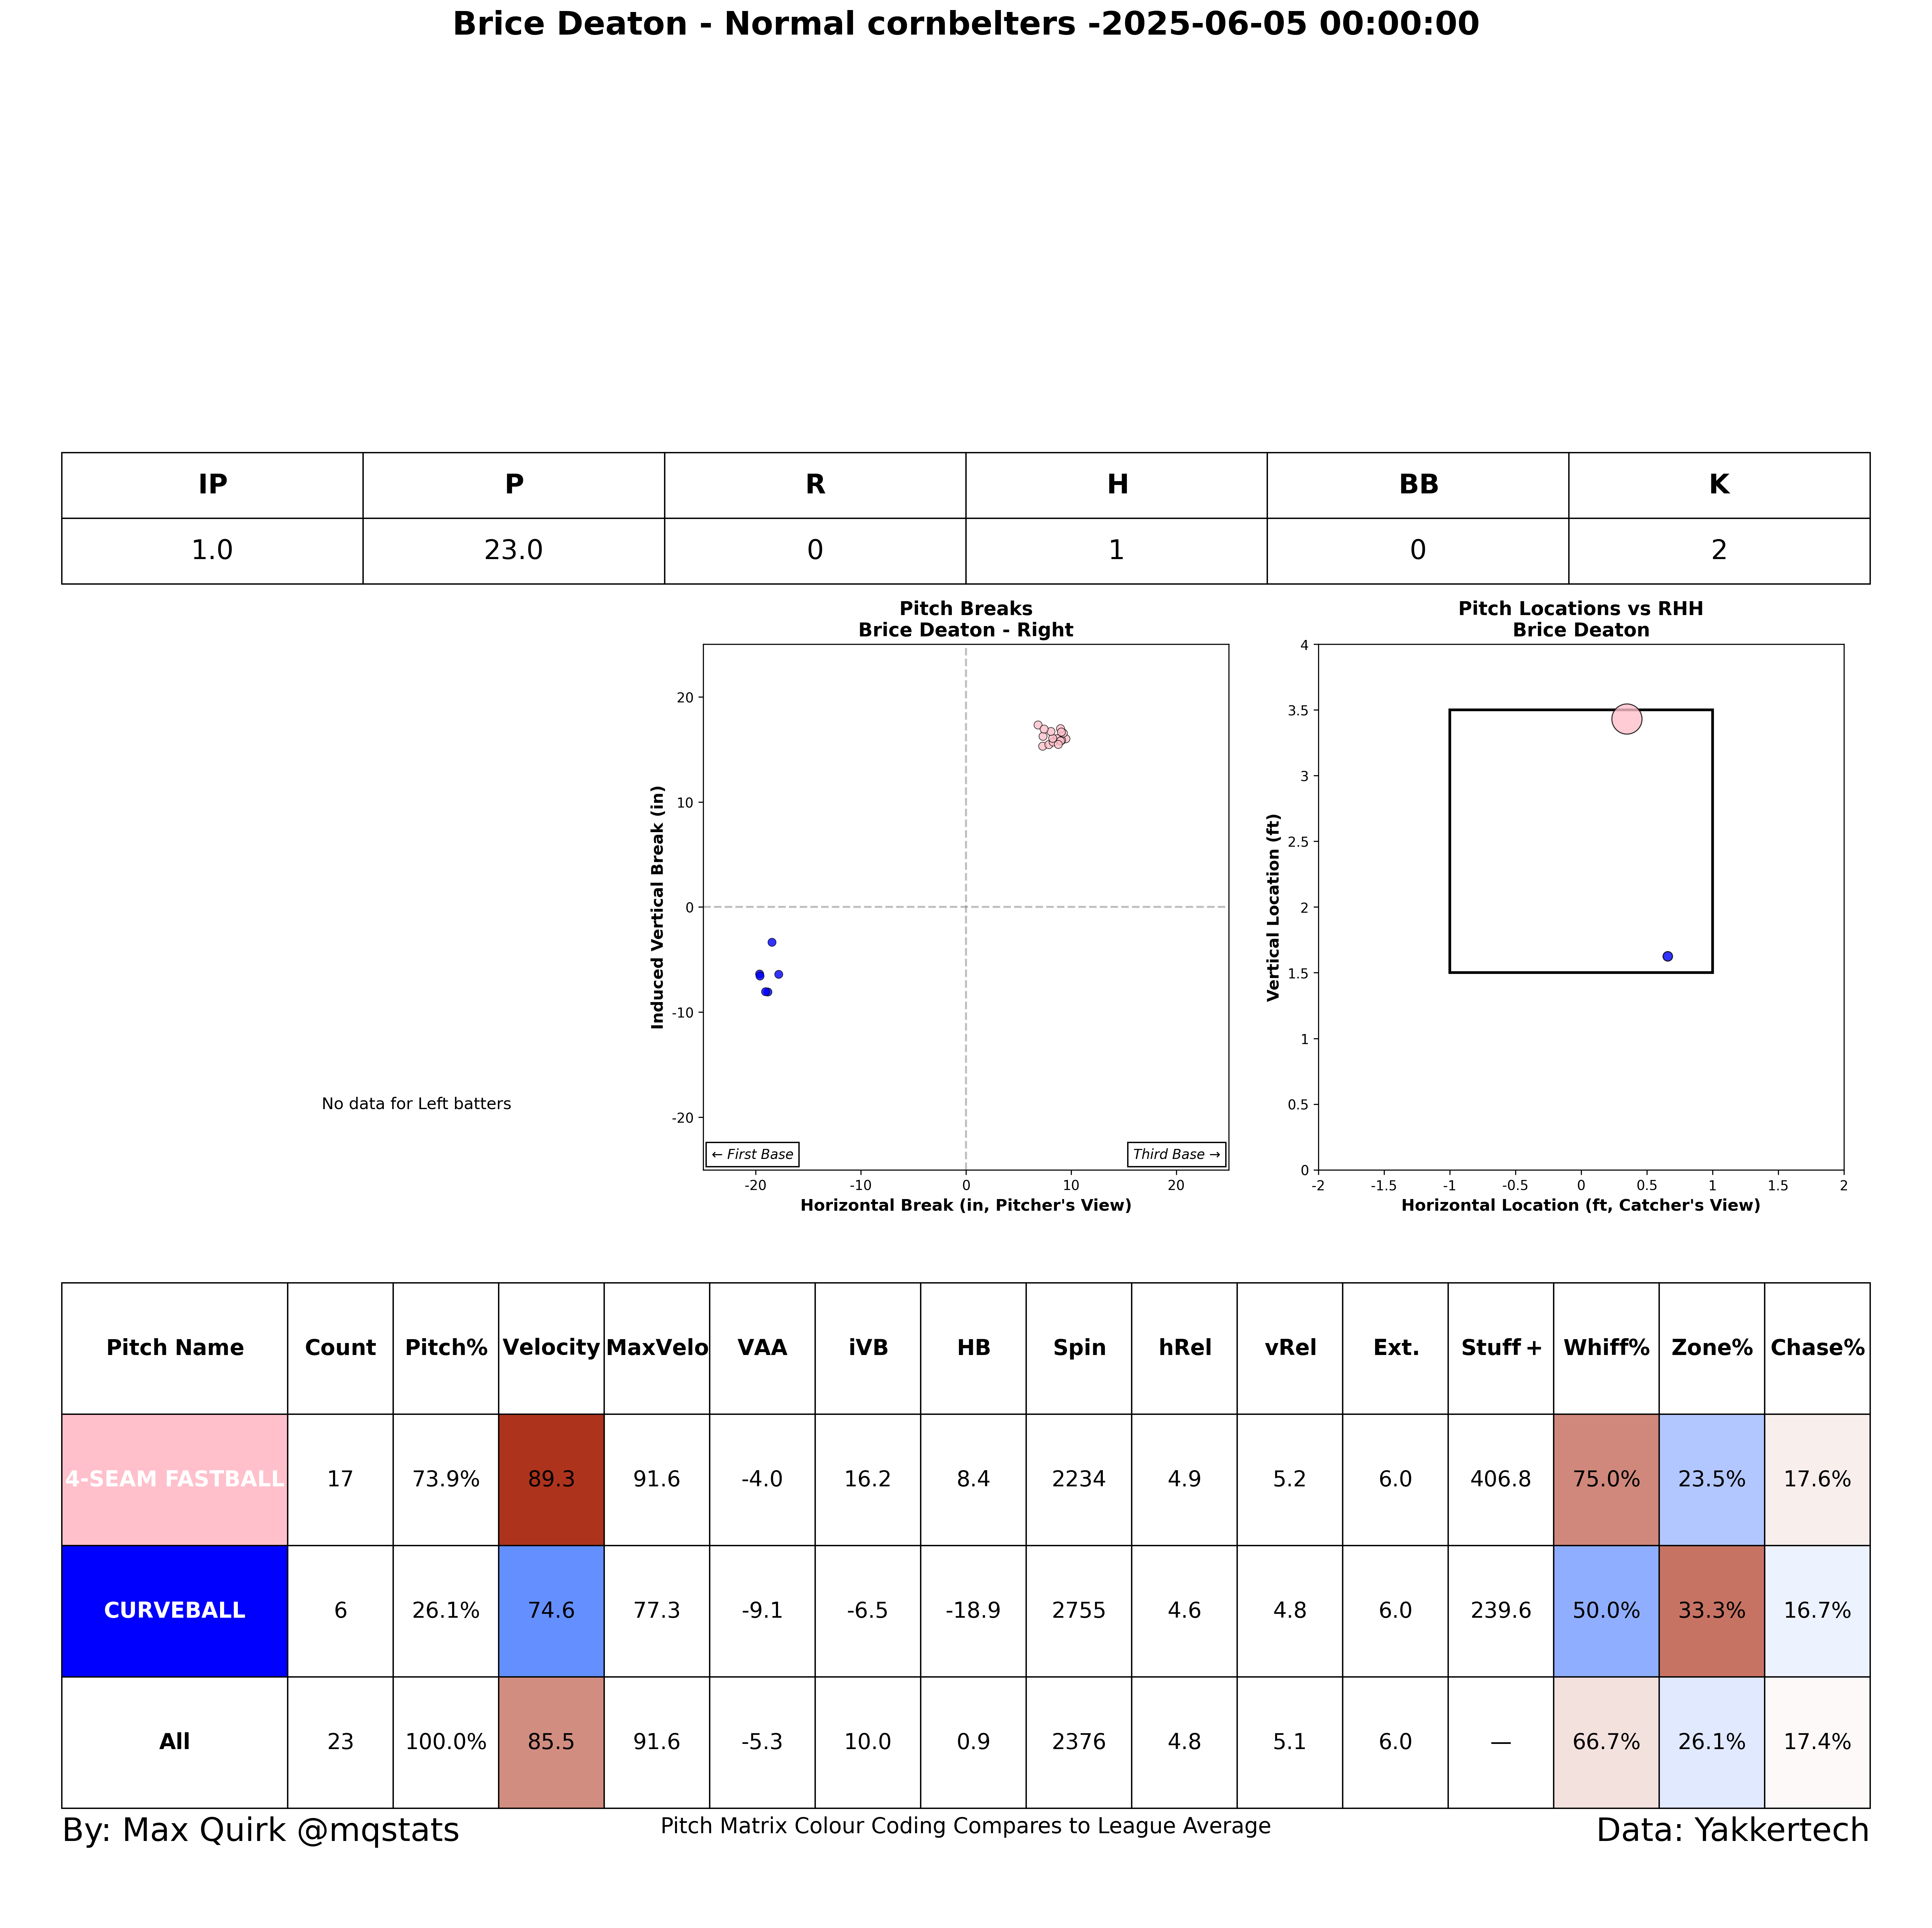 Brice Deaton - Normal cornbelters -2025-06-05 00:00:00
IP P R H BB K
1.0 23.0 0 1 0 2
No data for Left batters
Pitch Breaks
Brice Deaton - Right
Induced Vertical Break (in)
20
10
0
-10
-20
← First Base Third Base →
-20 -10 0 10 20
Horizontal Break (in, Pitcher's View)
Pitch Locations vs RHH
Brice Deaton
Vertical Location (ft)
4
3.5
3
2.5
2
1.5
1
0.5
0
-2 -1.5 -1 -0.5 0 0.5 1 1.5 2
Horizontal Location (ft, Catcher's View)
Pitch Name Count Pitch% Velocity MaxVelo VAA iVB HB Spin hRel vRel Ext. Stuff+ Whiff% Zone% Chase%
4-SEAM FASTBALL 17 73.9% 89.3 91.6 -4.0 16.2 8.4 2234 4.9 5.2 6.0 406.8 75.0% 23.5% 17.6%
CURVEBALL 6 26.1% 74.6 77.3 -9.1 -6.5 -18.9 2755 4.6 4.8 6.0 239.6 50.0% 33.3% 16.7%
All 23 100.0% 85.5 91.6 -5.3 10.0 0.9 2376 4.8 5.1 6.0 — 66.7% 26.1% 17.4%
By: Max Quirk @mqstats Pitch Matrix Colour Coding Compares to League Average Data: Yakkertech